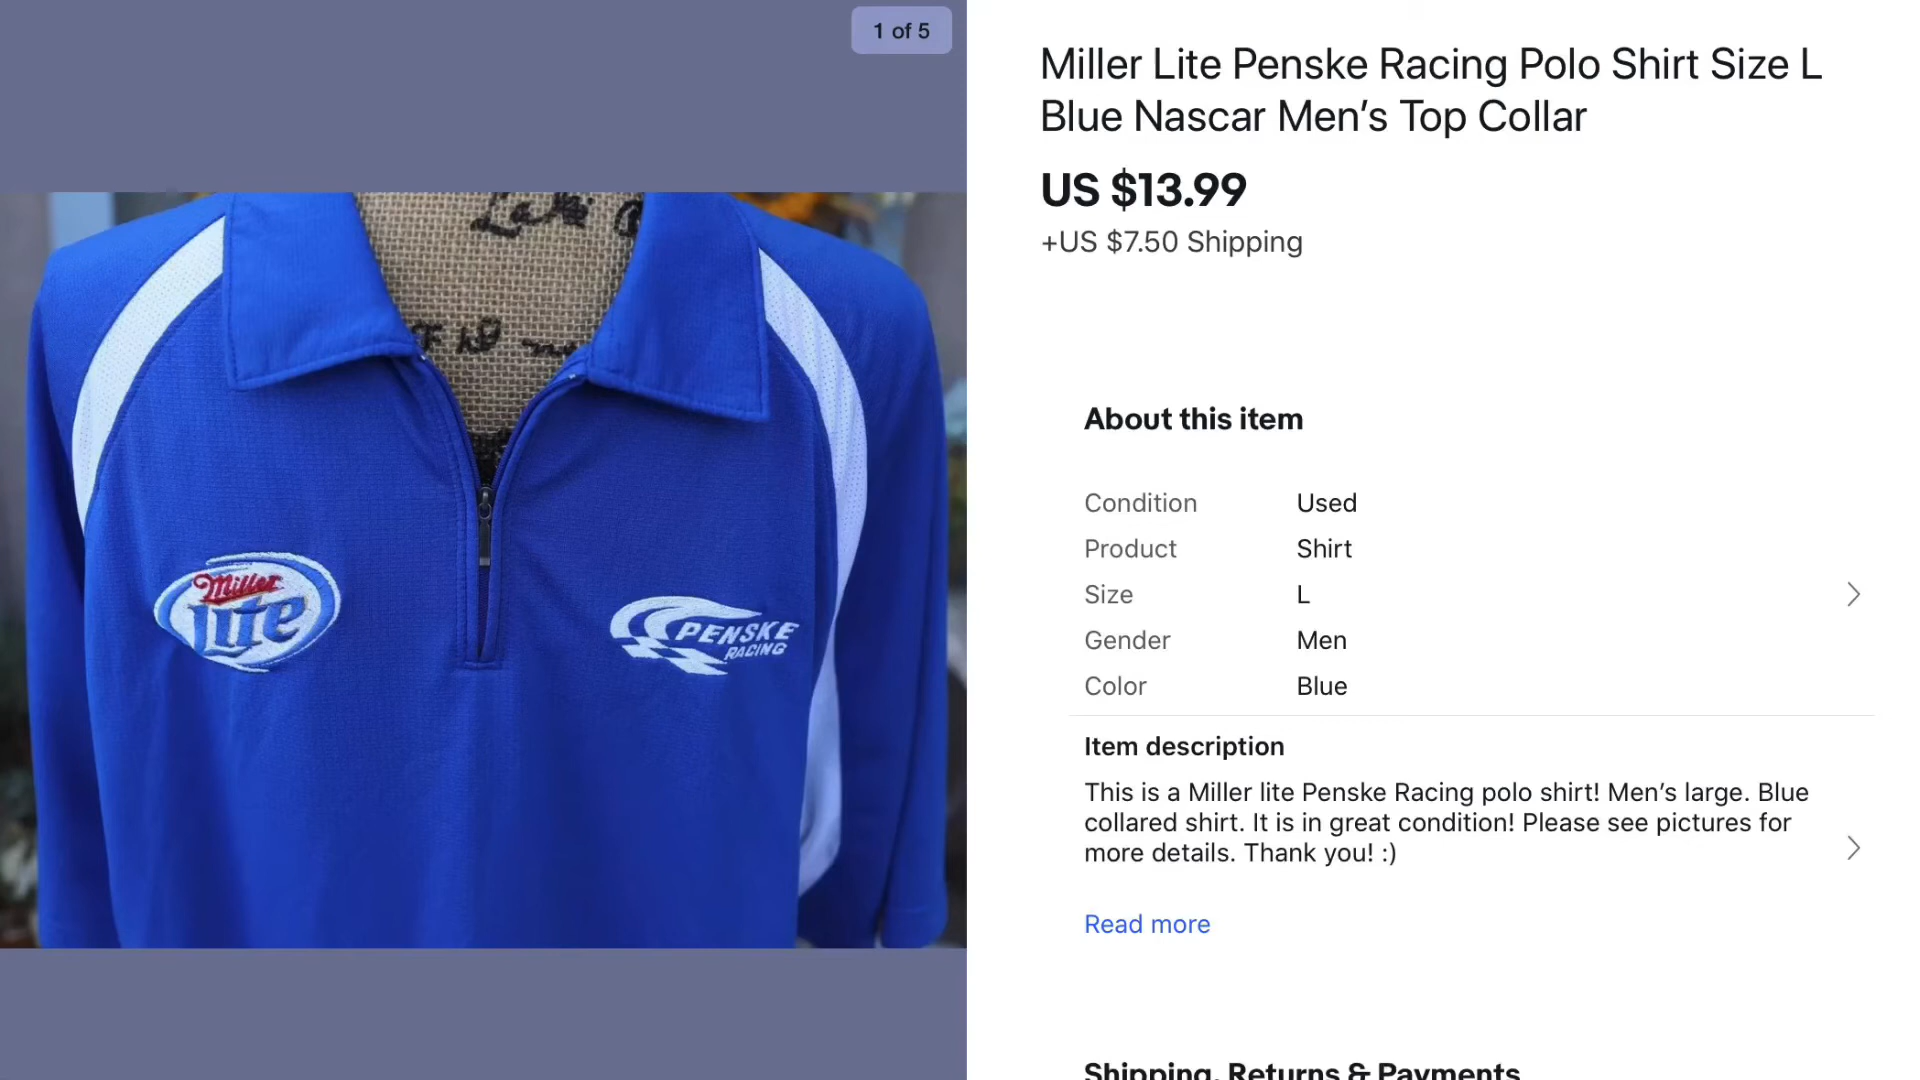 1 of 5
Miller Lite Penske Racing Polo Shirt Size L
Blue Nascar Men's Top Collar
US $13.99
+US $7.50 Shipping
About this item
Condition Used
Product Shirt
Size L
Gender Men
Color Blue
Item description
This is a Miller lite Penske Racing polo shirt! Men's large. Blue
collared shirt. It is in great condition! Please see pictures for
more details. Thank you! :)
Read more
Shipping, Returns & Payments
Miller
Lite
PENSKE
RACING